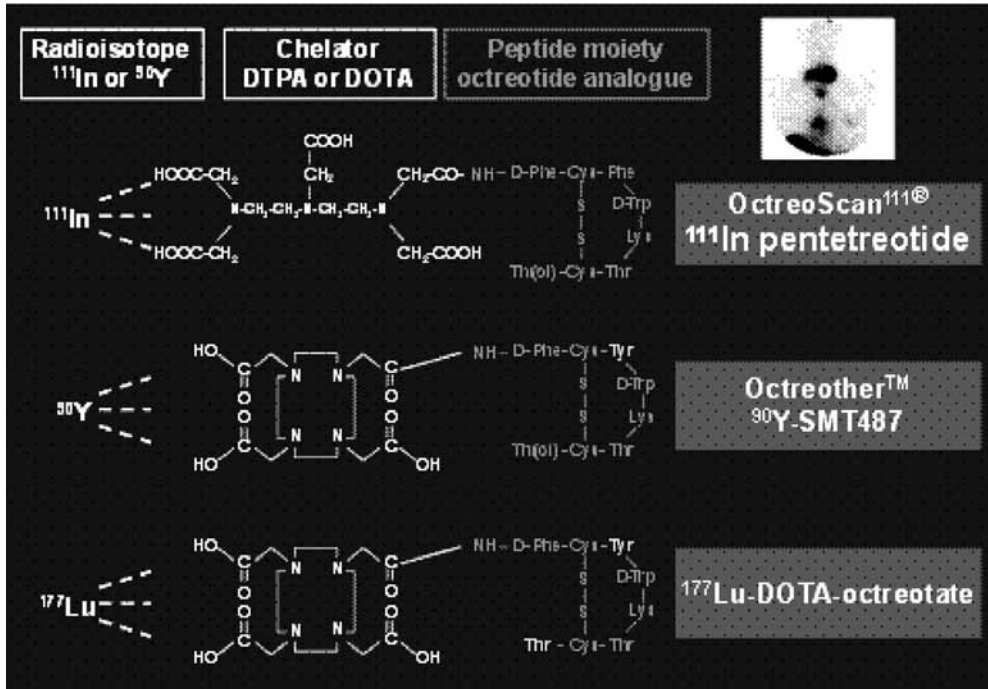 Radioisotope
¹¹¹In or ⁹⁰Y
Chelator
DTPA or DOTA
Peptide moiety
octreotide analogue
COOH
HOOC-CH₂
CH₂
CH₂-CO-
NH-D-Phe-Cys-Phe
¹¹¹In
N-CH₂-CH₂-N-CH₂-CH₂-N
S
D-Trp
S
Lys
HOOC-CH₂
CH₂-COOH
Th(ol)-Cys-Thr
OctreoScan¹¹¹®
¹¹¹In pentetreotide
HO
C
N N
C
NH-D-Phe-Cys-Tyr
O
O
S
D-Trp
⁹⁰Y
O
O
S
Lys
C
N N
C
HO
OH
Th(ol)-Cys-Thr
Octreother™
⁹⁰Y-SMT487
HO
C
N N
C
NH-D-Phe-Cys-Tyr
O
O
S
D-Trp
¹⁷⁷Lu
O
O
S
Lys
C
N N
C
HO
OH
Thr-Cys-Thr
¹⁷⁷Lu-DOTA-octreotate